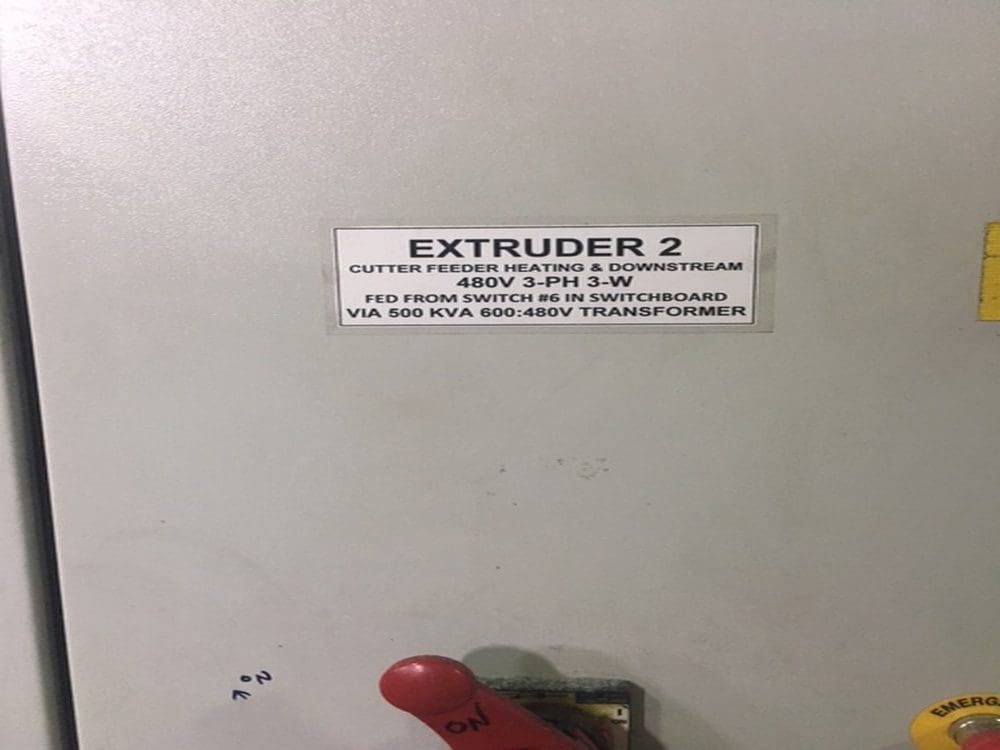 EXTRUDER 2
CUTTER FEEDER HEATING & DOWNSTREAM
480V 3-PH 3-W
FED FROM SWITCH #6 IN SWITCHBOARD
VIA 500 KVA 600:480V TRANSFORMER
ON